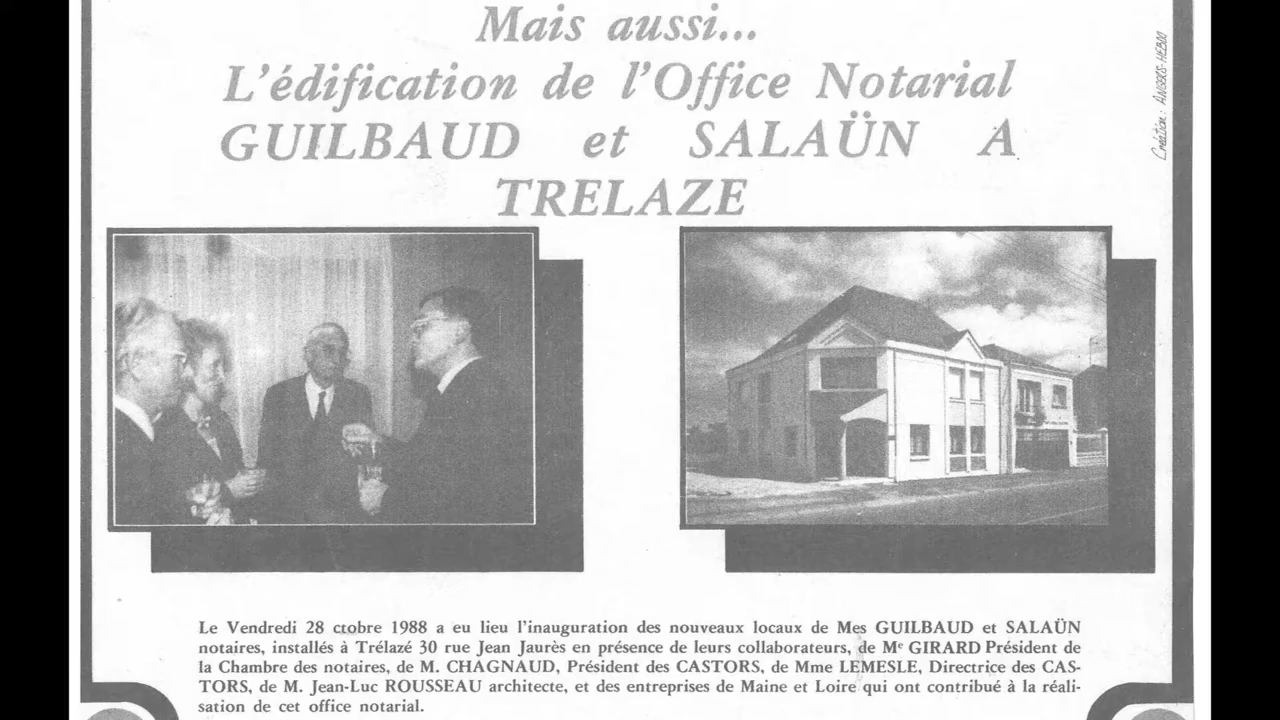 Mais aussi...
L'édification de l'Office Notarial
GUILBAUD et SALAÜN A
TRELAZE
Création : ANGERS-HEBDO
Le Vendredi 28 ctobre 1988 a eu lieu l'inauguration des nouveaux locaux de Mes GUILBAUD et SALAÜN
notaires, installés à Trélazé 30 rue Jean Jaurès en présence de leurs collaborateurs, de Me GIRARD Président de
la Chambre des notaires, de M. CHAGNAUD, Président des CASTORS, de Mme LEMESLE, Directrice des CAS-
TORS, de M. Jean-Luc ROUSSEAU architecte, et des entreprises de Maine et Loire qui ont contribué à la réali-
sation de cet office notarial.